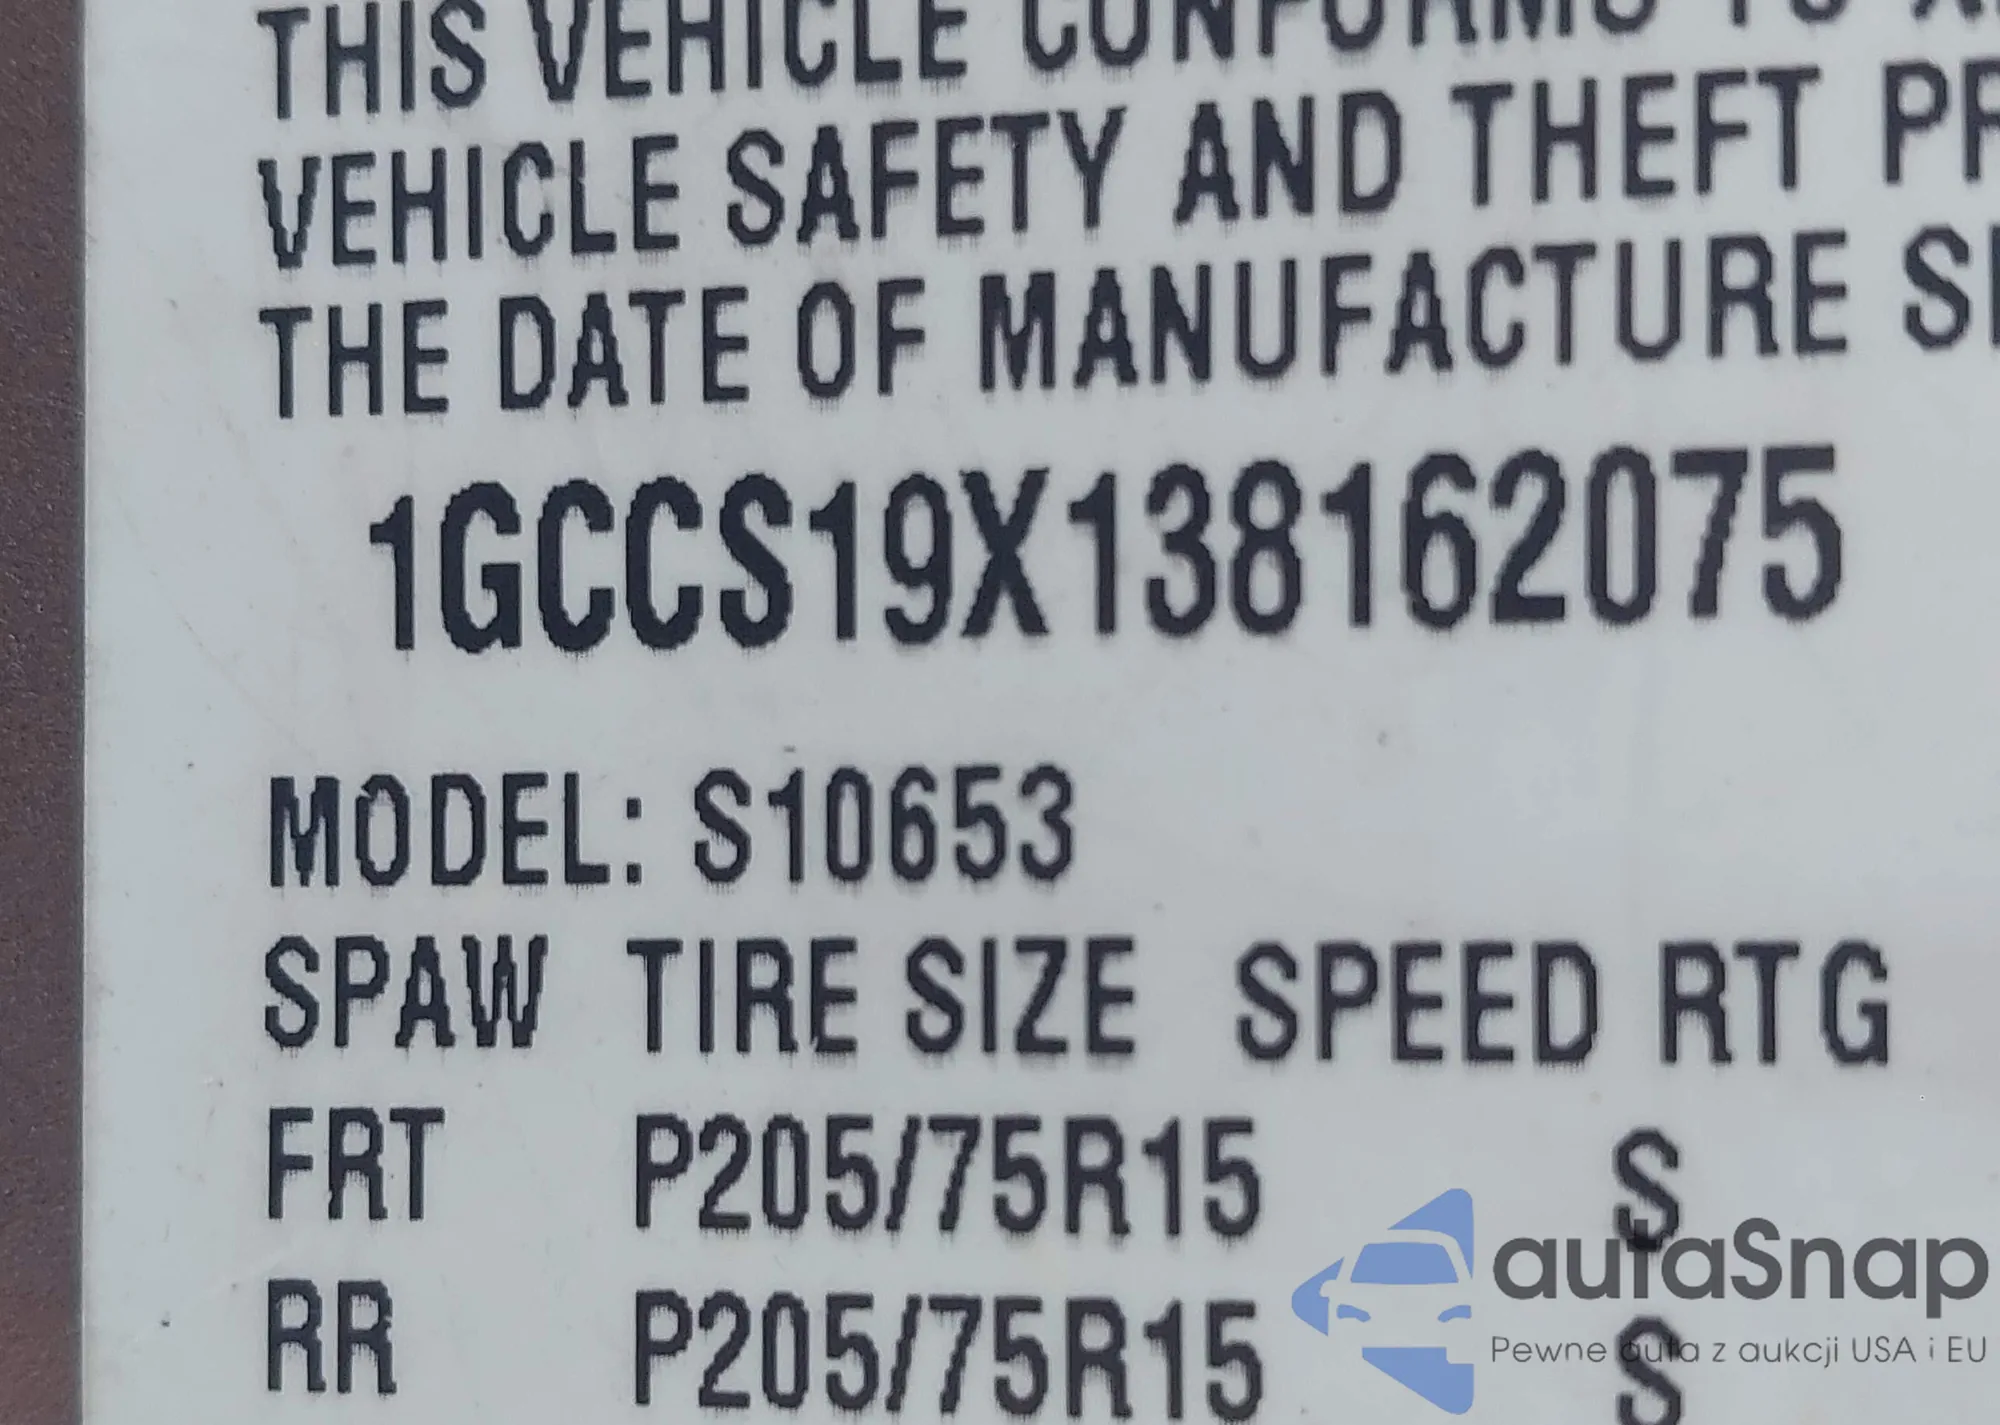 THIS VEHICLE CONFORMS TO
VEHICLE SAFETY AND THEFT PR
THE DATE OF MANUFACTURE S
1GCCS19X138162075
MODEL: S10653
SPAW TIRE SIZE SPEED RTG
FRT P205/75R15 S
RR P205/75R15 S
autaSnap
Pewne auta z aukcji USA i EU